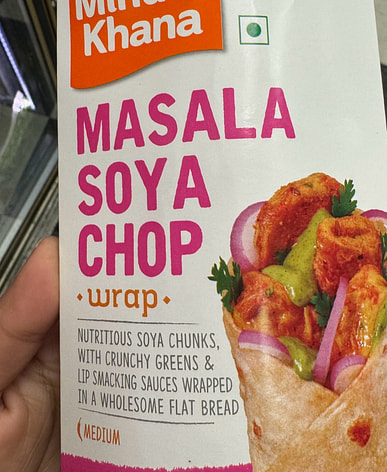 Khana
MASALA
SOYA
CHOP
wrap
NUTRITIOUS SOYA CHUNKS,
WITH CRUNCHY GREENS &
LIP SMACKING SAUCES WRAPPED
IN A WHOLESOME FLAT BREAD
MEDIUM